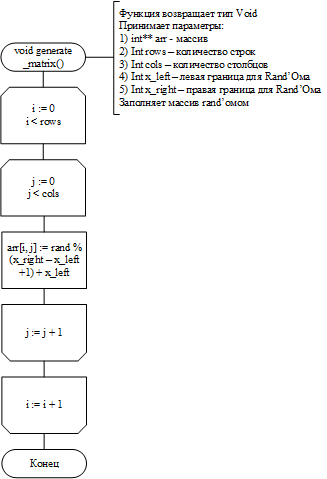 Функция возвращает тип Void
Принимает параметры:
1) int** arr - массив
2) Int rows – количество строк
3) Int cols – количество столбцов
4) Int x_left – левая граница для Rand’Ома
5) Int x_right – правая граница для Rand’Ома
Заполняет массив rand’омом
void generate
_matrix()
i := 0
i < rows
j := 0
j < cols
arr[i, j] := rand %
(x_right – x_left
+1) + x_left
j := j + 1
i := i + 1
Конец